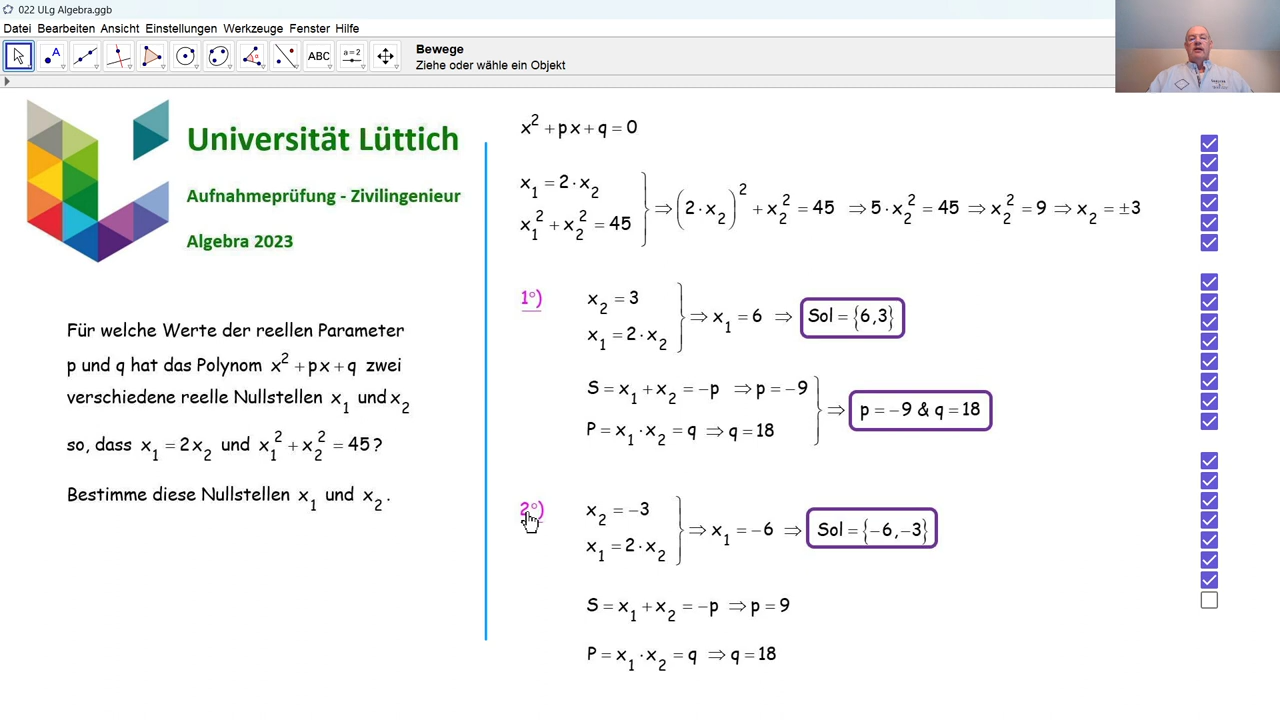 022 ULg Algebra.ggb
Datei Bearbeiten Ansicht Einstellungen Werkzeuge Fenster Hilfe
A ABC a=2
Bewege
Ziehe oder wähle ein Objekt
Universität Lüttich
Aufnahmeprüfung - Zivilingenieur
Algebra 2023
Für welche Werte der reellen Parameter
p und q hat das Polynom x² + px + q zwei
verschiedene reelle Nullstellen x₁ und x₂
so, dass x₁ = 2x₂ und x₁² + x₂² = 45 ?
Bestimme diese Nullstellen x₁ und x₂.
x² + px + q = 0
x₁ = 2·x₂
x₁² + x₂² = 45 } ⇒ (2·x₂)² + x₂² = 45 ⇒ 5·x₂² = 45 ⇒ x₂² = 9 ⇒ x₂ = ±3
1°) x₂ = 3
x₁ = 2·x₂ } ⇒ x₁ = 6 ⇒ Sol = {6,3}
S = x₁ + x₂ = −p ⇒ p = −9
P = x₁·x₂ = q ⇒ q = 18 } ⇒ p = −9 & q = 18
2°) x₂ = −3
x₁ = 2·x₂ } ⇒ x₁ = −6 ⇒ Sol = {−6,−3}
S = x₁ + x₂ = −p ⇒ p = 9
P = x₁·x₂ = q ⇒ q = 18